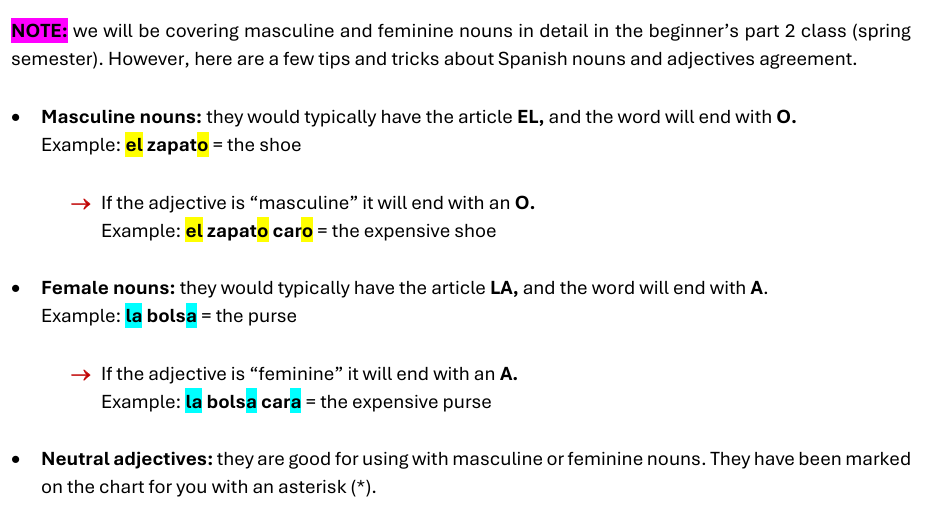 NOTE: we will be covering masculine and feminine nouns in detail in the beginner’s part 2 class (spring
semester). However, here are a few tips and tricks about Spanish nouns and adjectives agreement.
• Masculine nouns: they would typically have the article EL, and the word will end with O.
Example: el zapato = the shoe
→ If the adjective is “masculine” it will end with an O.
Example: el zapato caro = the expensive shoe
• Female nouns: they would typically have the article LA, and the word will end with A.
Example: la bolsa = the purse
→ If the adjective is “feminine” it will end with an A.
Example: la bolsa cara = the expensive purse
• Neutral adjectives: they are good for using with masculine or feminine nouns. They have been marked
on the chart for you with an asterisk (*).